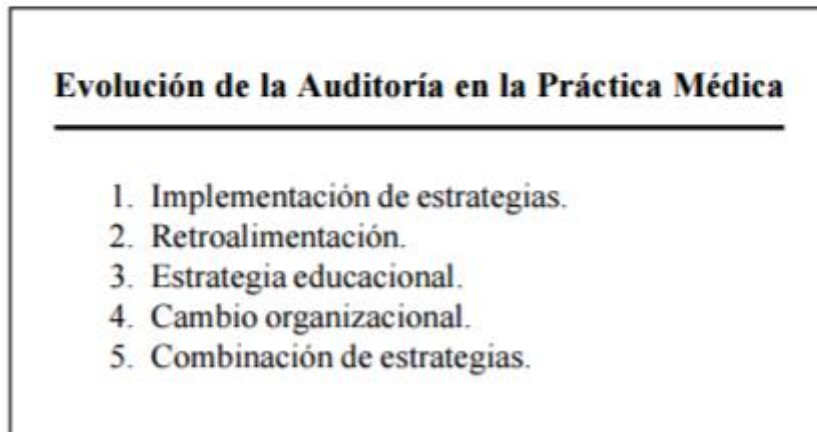 Evolución de la Auditoría en la Práctica Médica
1. Implementación de estrategias.
2. Retroalimentación.
3. Estrategia educacional.
4. Cambio organizacional.
5. Combinación de estrategias.